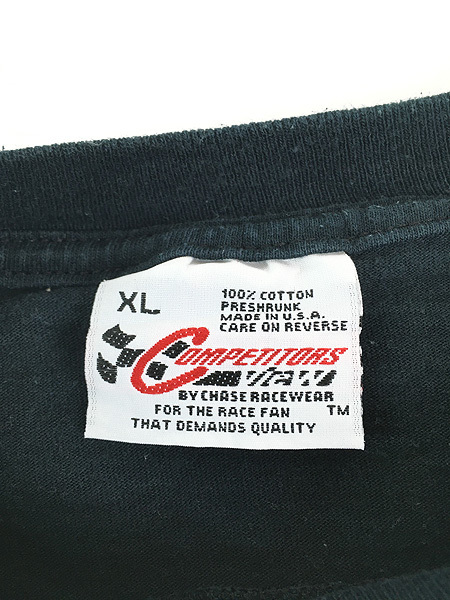 XL
100% COTTON
PRESHRUNK
MADE IN U.S.A.
CARE ON REVERSE
COMPETITORS
VIEW
BY CHASE RACEWEAR
FOR THE RACE FAN TM
THAT DEMANDS QUALITY